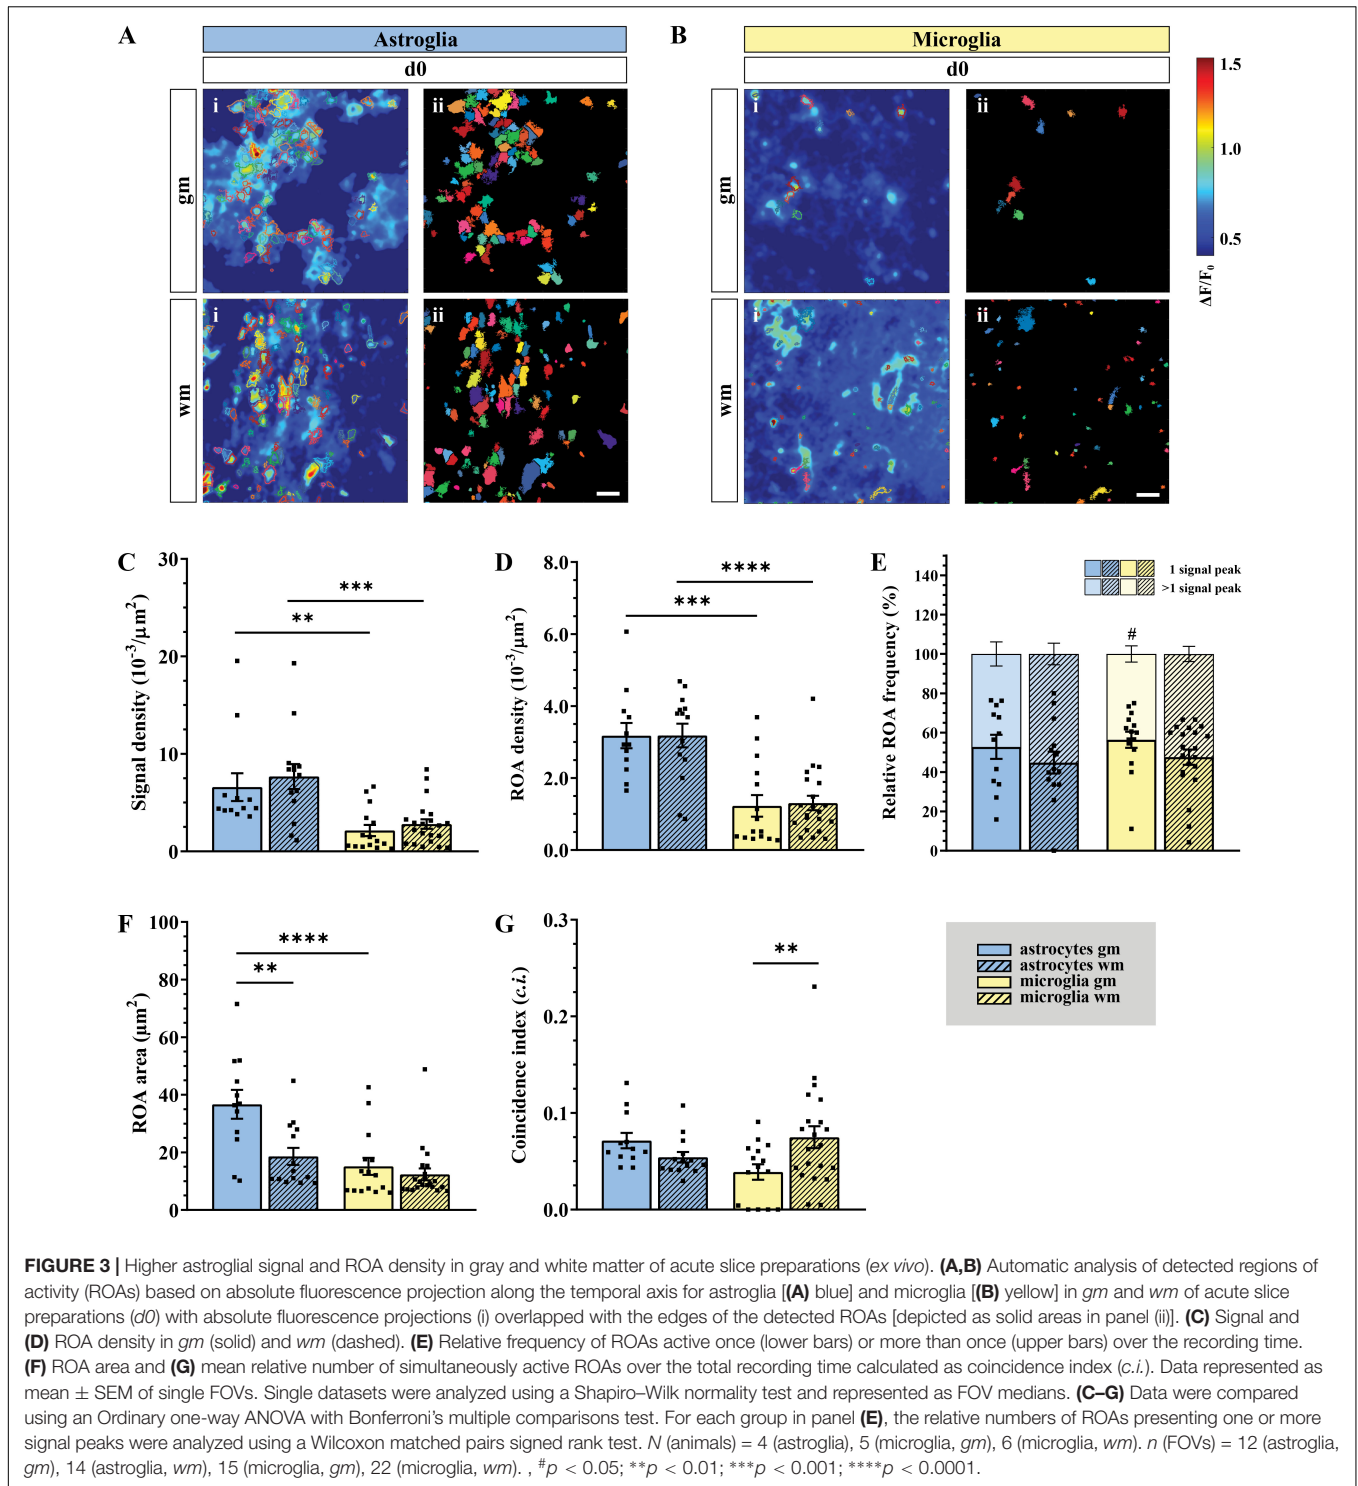 A
Astroglia
d0
gm
i
ii
wm
i
ii
B
Microglia
d0
gm
i
ii
wm
i
ii
1.5
1.0
0.5
ΔF/F₀
C
Signal density (10⁻³/μm²)
30
20
10
0
**
***
D
ROA density (10⁻³/μm²)
8.0
6.0
4.0
2.0
0.0
***
****
E
Relative ROA frequency (%)
140
120
100
80
60
40
20
0
#
1 signal peak
>1 signal peak
F
ROA area (μm²)
100
80
60
40
20
0
****
**
G
Coincidence index (c.i.)
0.3
0.2
0.1
0.0
**
astrocytes gm
astrocytes wm
microglia gm
microglia wm
FIGURE 3 | Higher astroglial signal and ROA density in gray and white matter of acute slice preparations (ex vivo). (A,B) Automatic analysis of detected regions of
activity (ROAs) based on absolute fluorescence projection along the temporal axis for astroglia [(A) blue] and microglia [(B) yellow] in gm and wm of acute slice
preparations (d0) with absolute fluorescence projections (i) overlapped with the edges of the detected ROAs [depicted as solid areas in panel (ii)]. (C) Signal and
(D) ROA density in gm (solid) and wm (dashed). (E) Relative frequency of ROAs active once (lower bars) or more than once (upper bars) over the recording time.
(F) ROA area and (G) mean relative number of simultaneously active ROAs over the total recording time calculated as coincidence index (c.i.). Data represented as
mean ± SEM of single FOVs. Single datasets were analyzed using a Shapiro–Wilk normality test and represented as FOV medians. (C–G) Data were compared
using an Ordinary one-way ANOVA with Bonferroni's multiple comparisons test. For each group in panel (E), the relative numbers of ROAs presenting one or more
signal peaks were analyzed using a Wilcoxon matched pairs signed rank test. N (animals) = 4 (astroglia), 5 (microglia, gm), 6 (microglia, wm). n (FOVs) = 12 (astroglia,
gm), 14 (astroglia, wm), 15 (microglia, gm), 22 (microglia, wm). , #p < 0.05; **p < 0.01; ***p < 0.001; ****p < 0.0001.